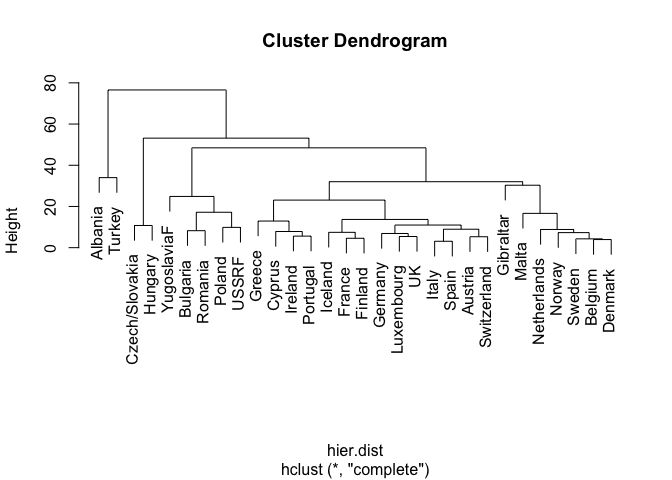 Cluster Dendrogram
Height
80
60
40
20
0
Albania
Turkey
Czech/Slovakia
Hungary
YugoslaviaF
Bulgaria
Romania
Poland
USSRF
Greece
Cyprus
Ireland
Portugal
Iceland
France
Finland
Germany
Luxembourg
UK
Italy
Spain
Austria
Switzerland
Gibraltar
Malta
Netherlands
Norway
Sweden
Belgium
Denmark
hier.dist
hclust (*, "complete")